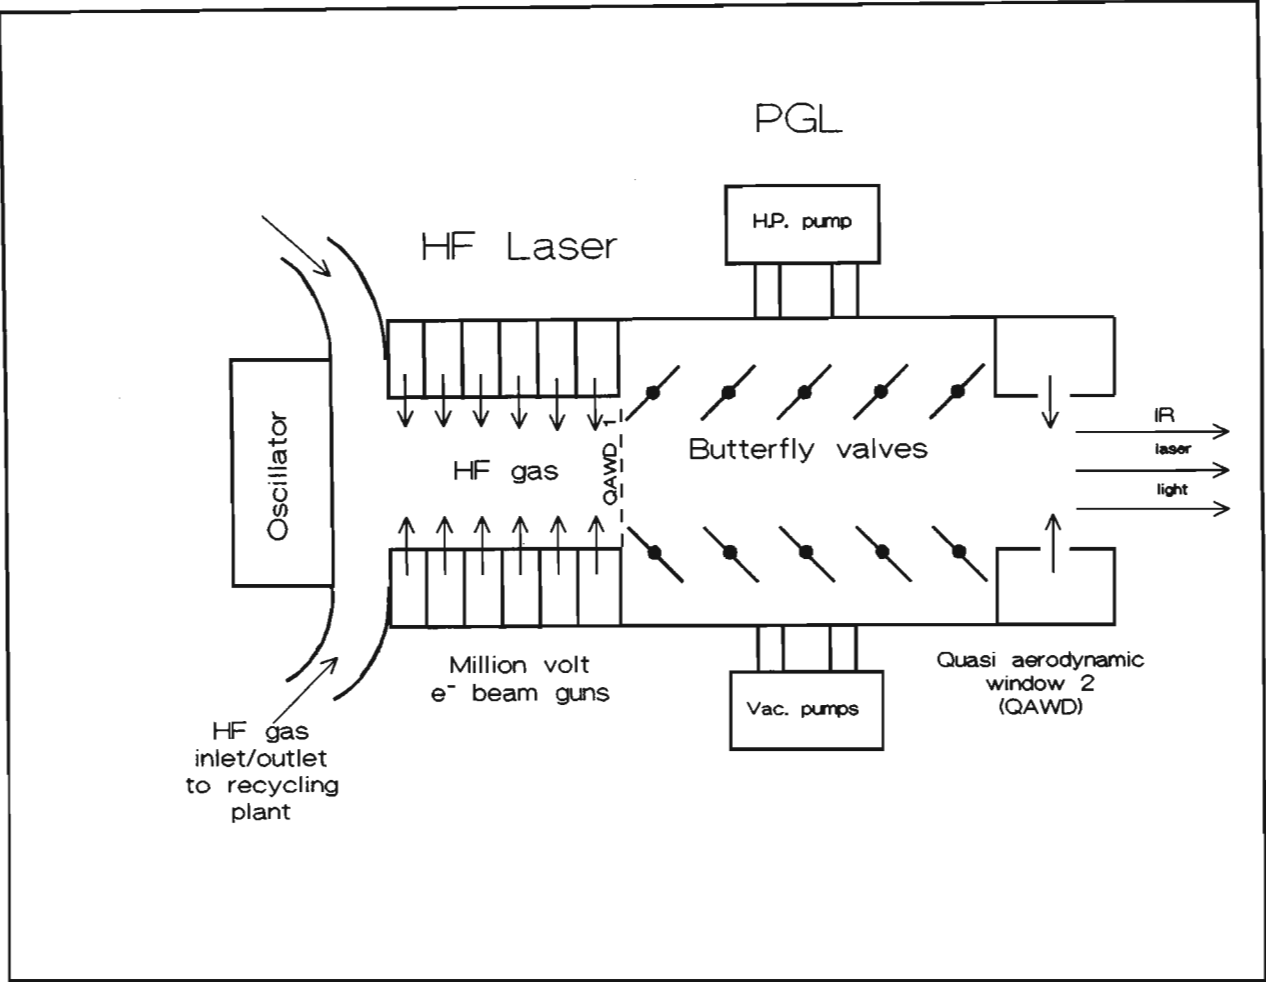 PGL
H.P. pump
HF Laser
Oscillator
HF gas
QAWD 1
Butterfly valves
IR
laser
light
Million volt
e⁻ beam guns
Vac. pumps
Quasi aerodynamic
window 2
(QAWD)
HF gas
inlet/outlet
to recycling
plant